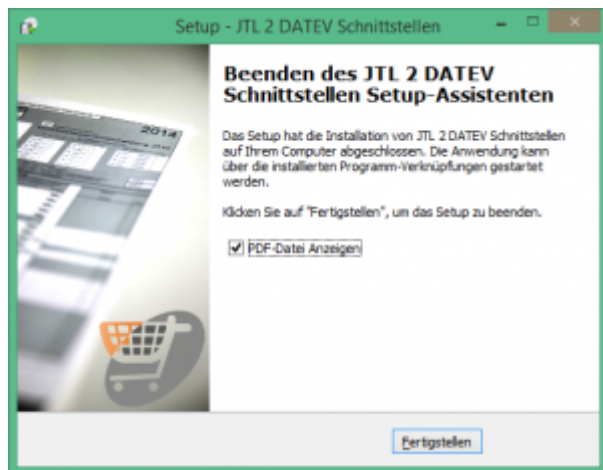 Setup - JTL 2 DATEV Schnittstellen
Beenden des JTL 2 DATEV
Schnittstellen Setup-Assistenten
2014
Das Setup hat die Installation von JTL 2 DATEV Schnittstellen
auf Ihrem Computer abgeschlossen. Die Anwendung kann
über die installierten Programm-Verknüpfungen gestartet
werden.
Klicken Sie auf "Fertigstellen", um das Setup zu beenden.
PDF-Datei Anzeigen
Fertigstellen